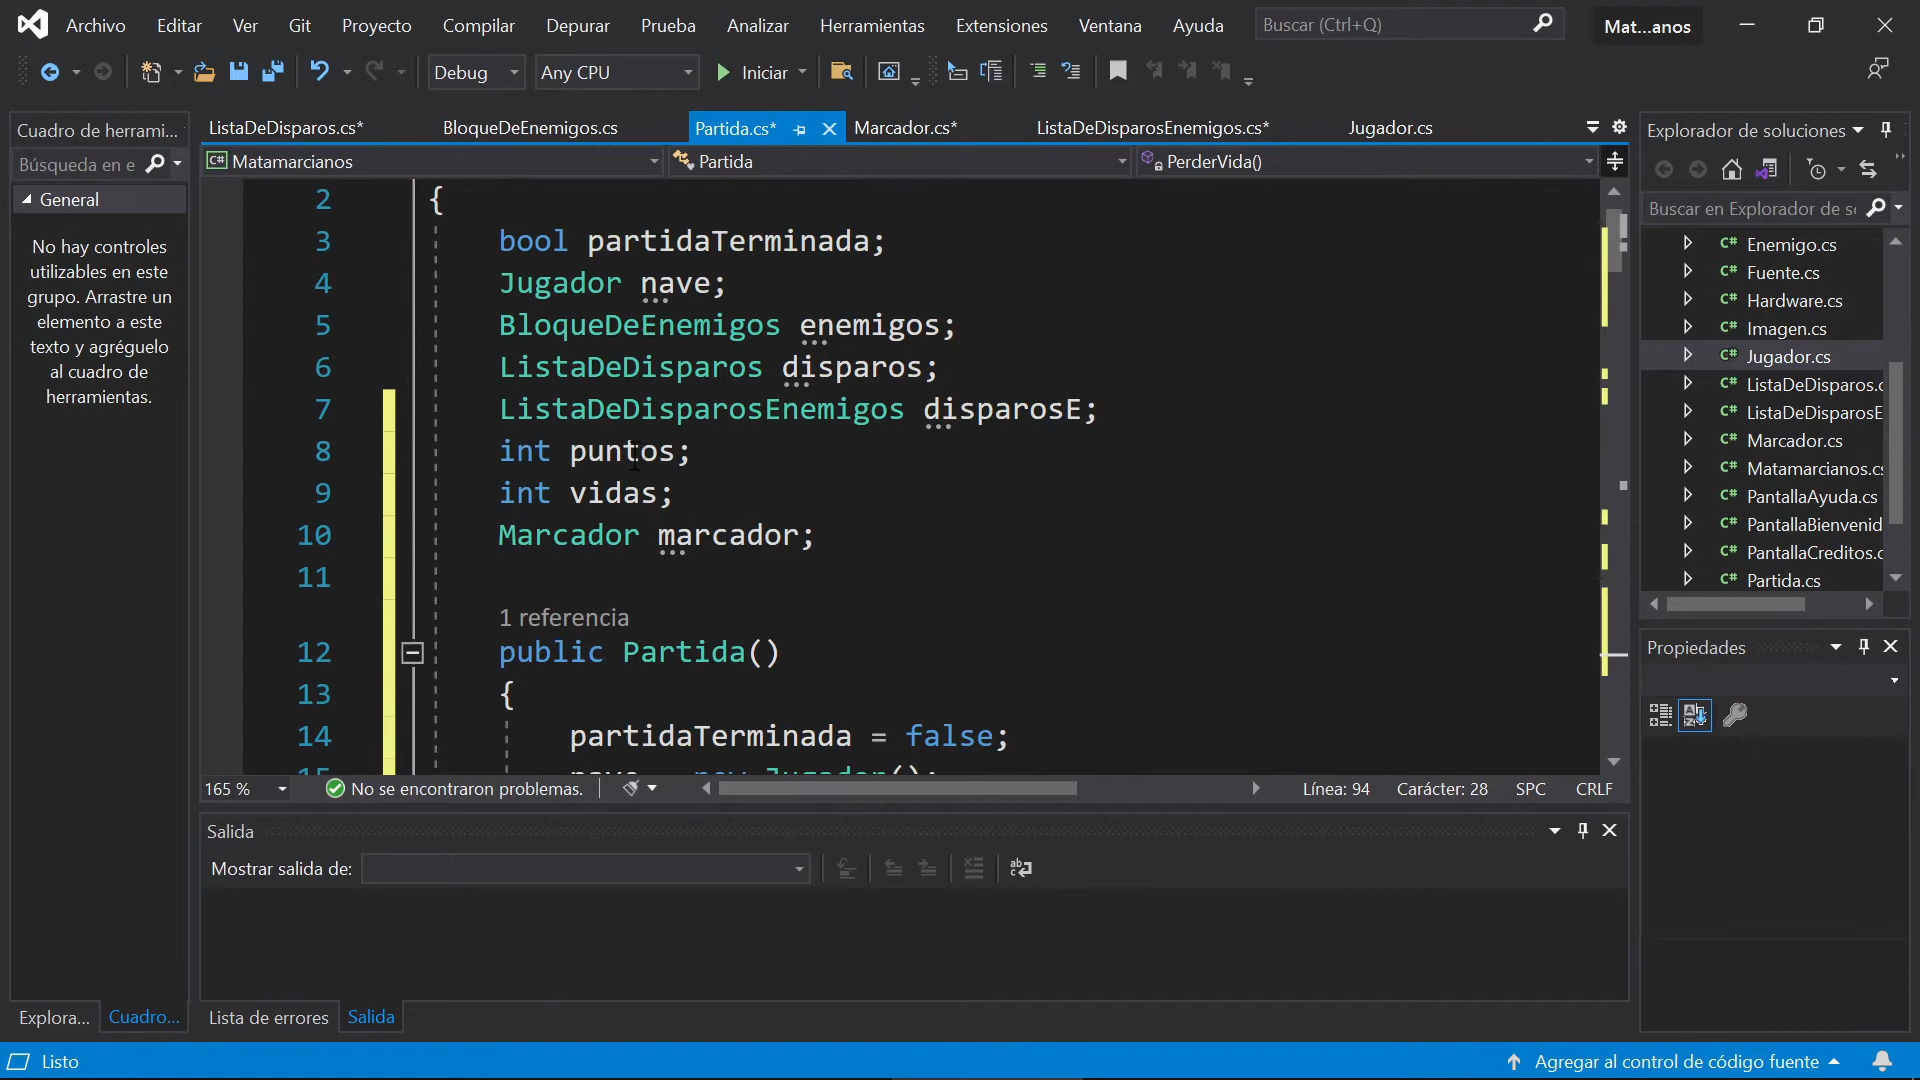 Archivo Editar Ver Git Proyecto Compilar Depurar Prueba Analizar Herramientas Extensiones Ventana Ayuda Buscar (Ctrl+Q) Mat...anos
Debug Any CPU Iniciar
Cuadro de herrami... ListaDeDisparos.cs* BloqueDeEnemigos.cs Partida.cs* Marcador.cs* ListaDeDisparosEnemigos.cs* Jugador.cs Explorador de soluciones
Búsqueda en e Matamarcianos Partida PerderVida()
General
No hay controles
utilizables en este
grupo. Arrastre un
elemento a este
texto y agréguelo
al cuadro de
herramientas.
2 {
3 bool partidaTerminada;
4 Jugador nave;
5 BloqueDeEnemigos enemigos;
6 ListaDeDisparos disparos;
7 ListaDeDisparosEnemigos disparosE;
8 int puntos;
9 int vidas;
10 Marcador marcador;
11
1 referencia
12 public Partida()
13 {
14 partidaTerminada = false;
165 % No se encontraron problemas. Línea: 94 Carácter: 28 SPC CRLF
Salida
Mostrar salida de:
Buscar en Explorador de s
C# Enemigo.cs
C# Fuente.cs
C# Hardware.cs
C# Imagen.cs
C# Jugador.cs
C# ListaDeDisparos.c
C# ListaDeDisparosE
C# Marcador.cs
C# Matamarcianos.cs
C# PantallaAyuda.cs
C# PantallaBienvenid
C# PantallaCreditos.c
C# Partida.cs
Propiedades
Explora... Cuadro... Lista de errores Salida
Listo Agregar al control de código fuente